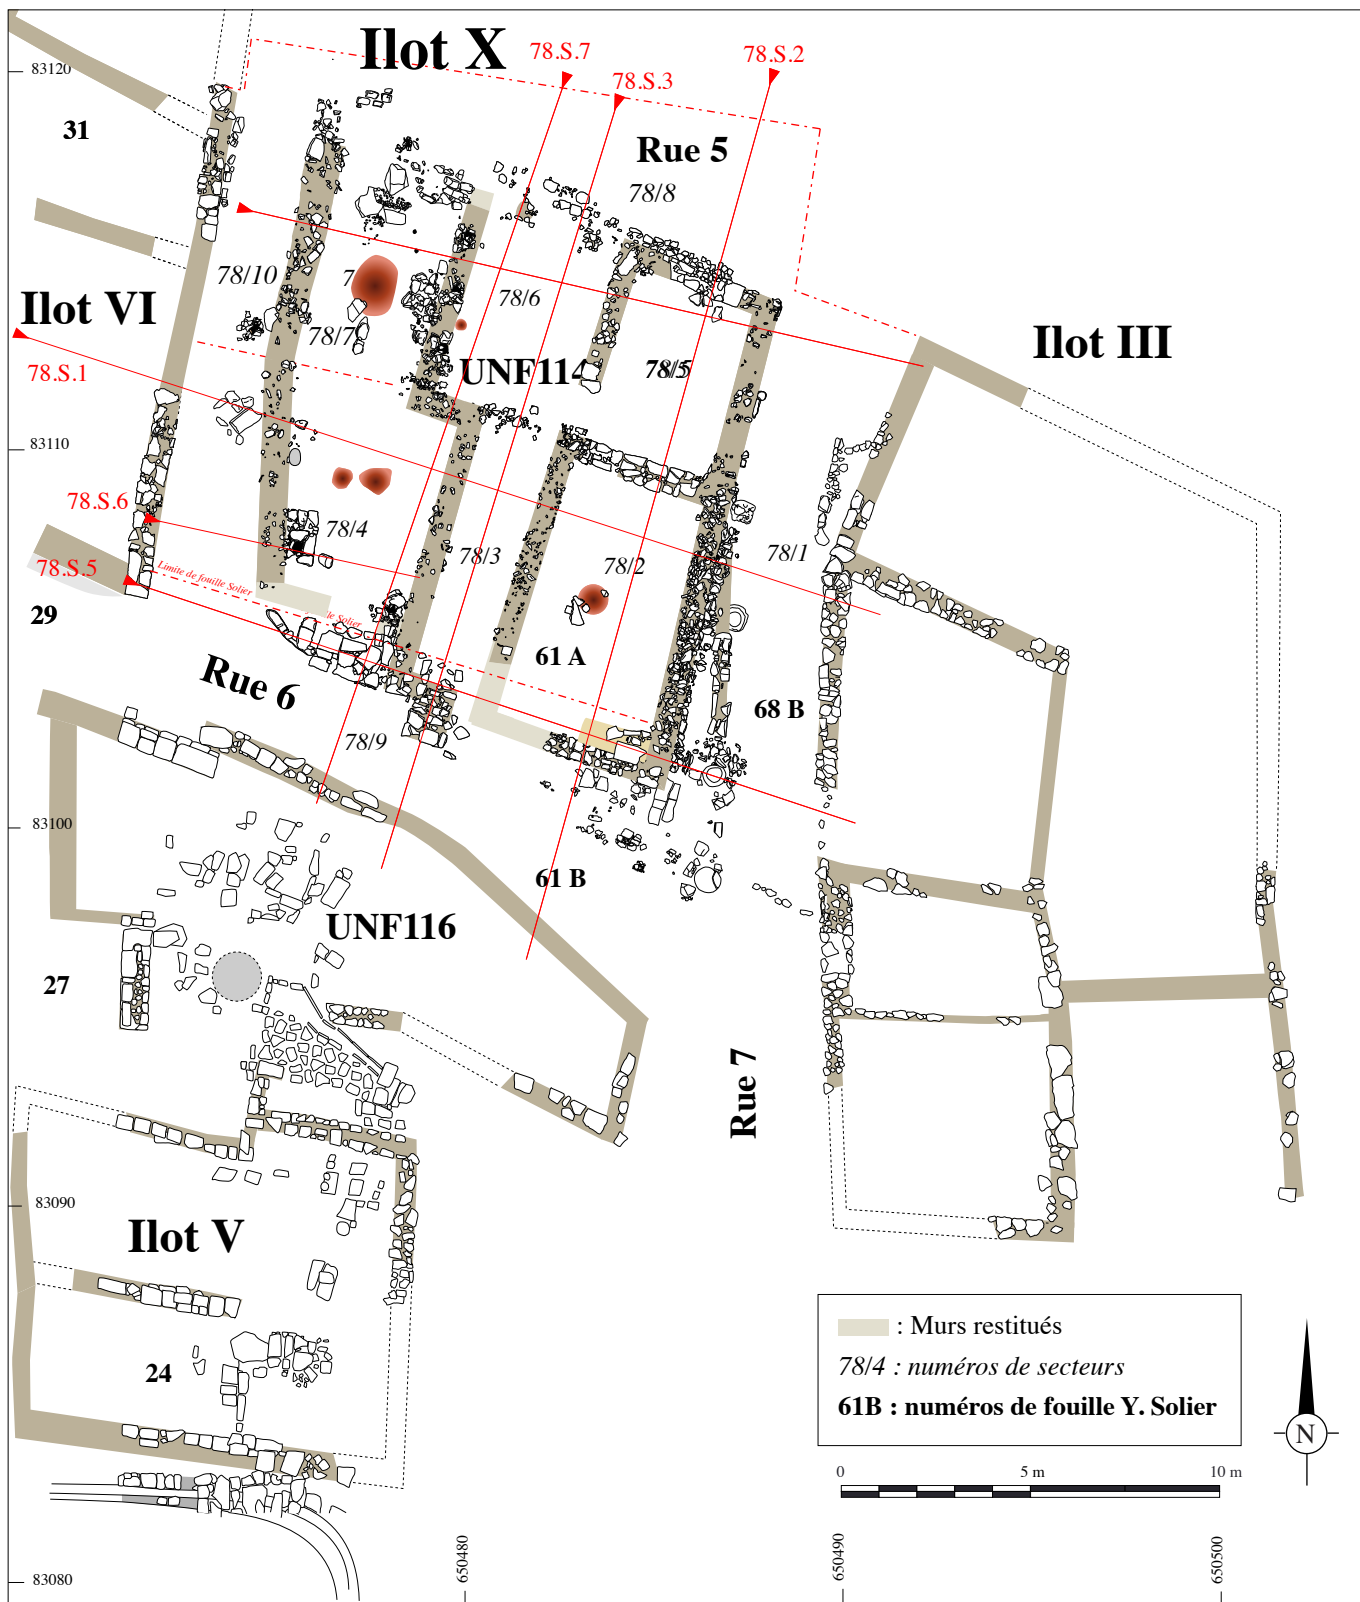 Ilot X
78.S.7
78.S.2
78.S.3
83120
31
Rue 5
78/8
78/10
7
78/6
Ilot VI
78/7
Ilot III
UNF114
78/5
78.S.1
83110
78.S.6
78/4
78/3
78/1
78/2
78.S.5
Limite de fouille Solier
lle Solier
29
61 A
Rue 6
68 B
78/9
83100
61 B
UNF116
27
Rue 7
83090
Ilot V
24
: Murs restitués
78/4 : numéros de secteurs
61B : numéros de fouille Y. Solier
N
0
5 m
10 m
83080
650480
650490
650500